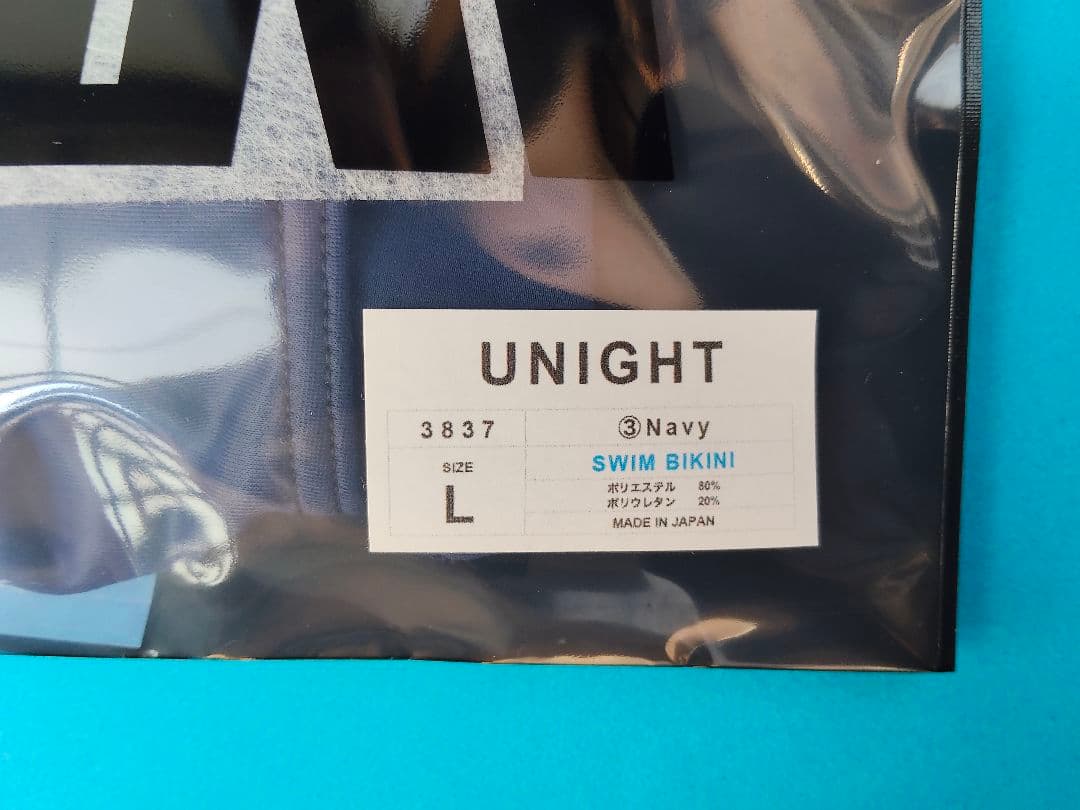 UNIGHT
3837
③Navy
SIZE
L
SWIM BIKINI
ポリエステル 80%
ポリウレタン 20%
MADE IN JAPAN